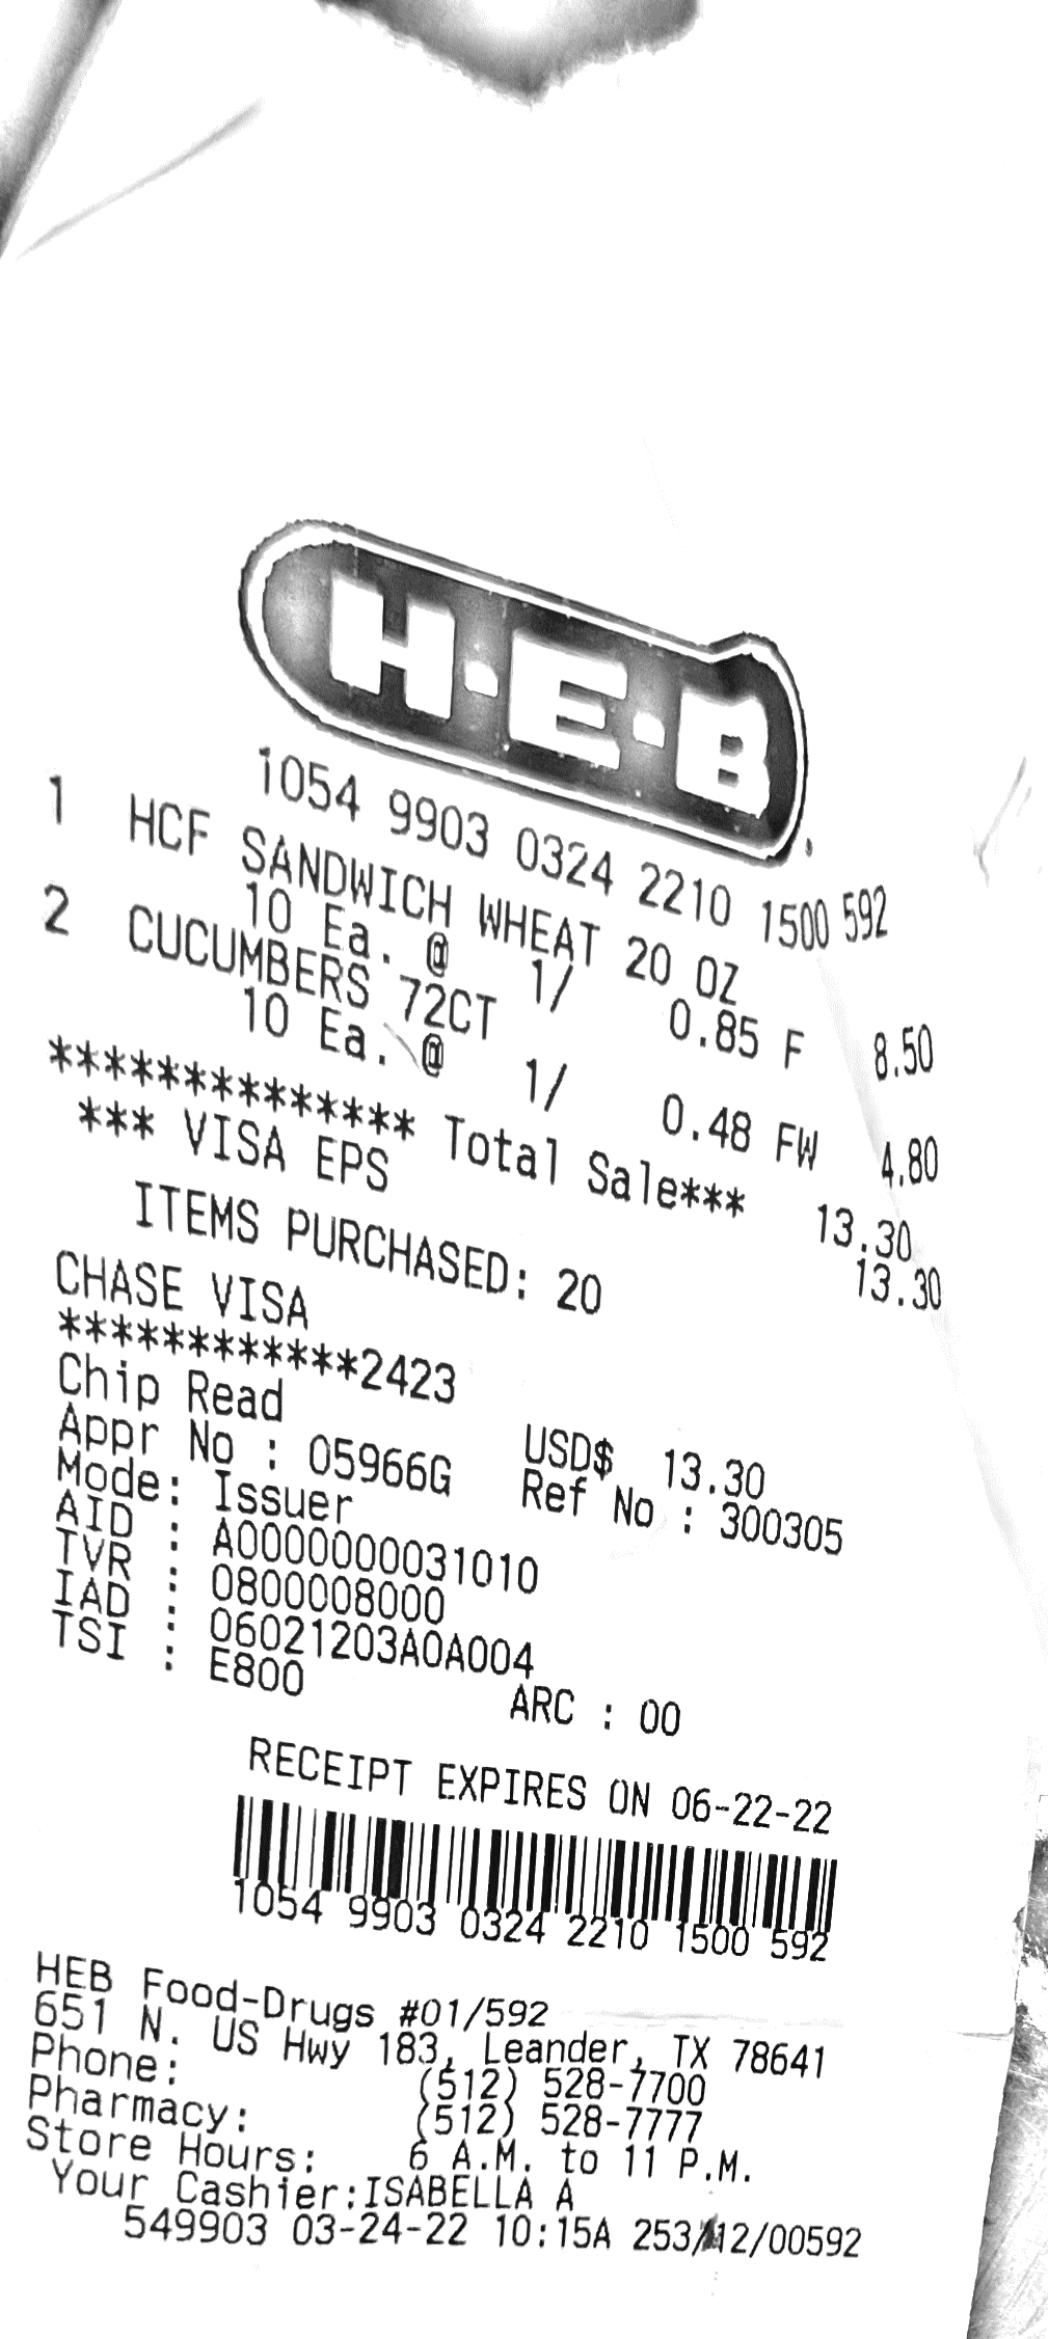 H·E·B
1054 9903 0324 2210 1500 592
1 HCF SANDWICH WHEAT 20 OZ
10 Ea. @ 1/ 0.85 F 8.50
2 CUCUMBERS 72CT
10 Ea. @ 1/ 0.48 FW 4.80
************** Total Sale*** 13.30
*** VISA EPS 13.30
ITEMS PURCHASED: 20
CHASE VISA
************2423
Chip Read USD$ 13.30
Appr No : 05966G Ref No : 300305
Mode: Issuer
AID : A0000000031010
TVR : 0800008000
IAD : 06021203A0A004
TSI : E800 ARC : 00
RECEIPT EXPIRES ON 06-22-22
1054 9903 0324 2210 1500 592
HEB Food-Drugs #01/592
651 N. US Hwy 183, Leander, TX 78641
Phone: (512) 528-7700
Pharmacy: (512) 528-7777
Store Hours: 6 A.M. to 11 P.M.
Your Cashier:ISABELLA A
549903 03-24-22 10:15A 253/12/00592